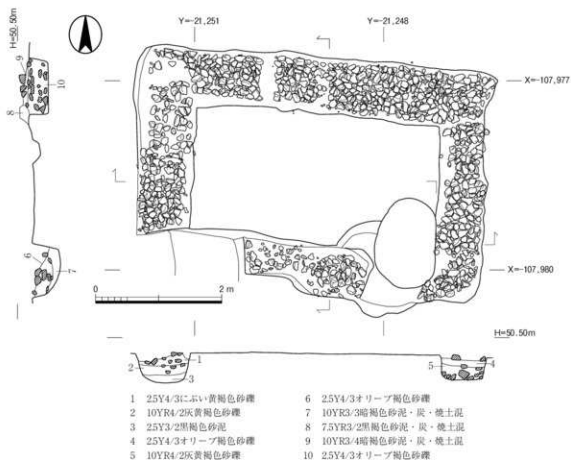 Y=-21,251
Y=-21,248
H=50.50m
X=-107,977
X=-107,980
9
10
8
6
7
0
2 m
H=50.50m
1
2
3
4
5
1 2.5Y4/3にぶい黄褐色砂礫
2 10YR4/2灰黄褐色砂礫
3 2.5Y3/2黒褐色砂泥
4 2.5Y4/3オリーブ褐色砂礫
5 10YR4/2灰黄褐色砂礫
6 2.5Y4/3オリーブ褐色砂礫
7 10YR3/3暗褐色砂泥・炭・焼土混
8 7.5YR3/2黒褐色砂泥・炭・焼土混
9 10YR3/4暗褐色砂泥・炭・焼土混
10 2.5Y4/3オリーブ褐色砂礫